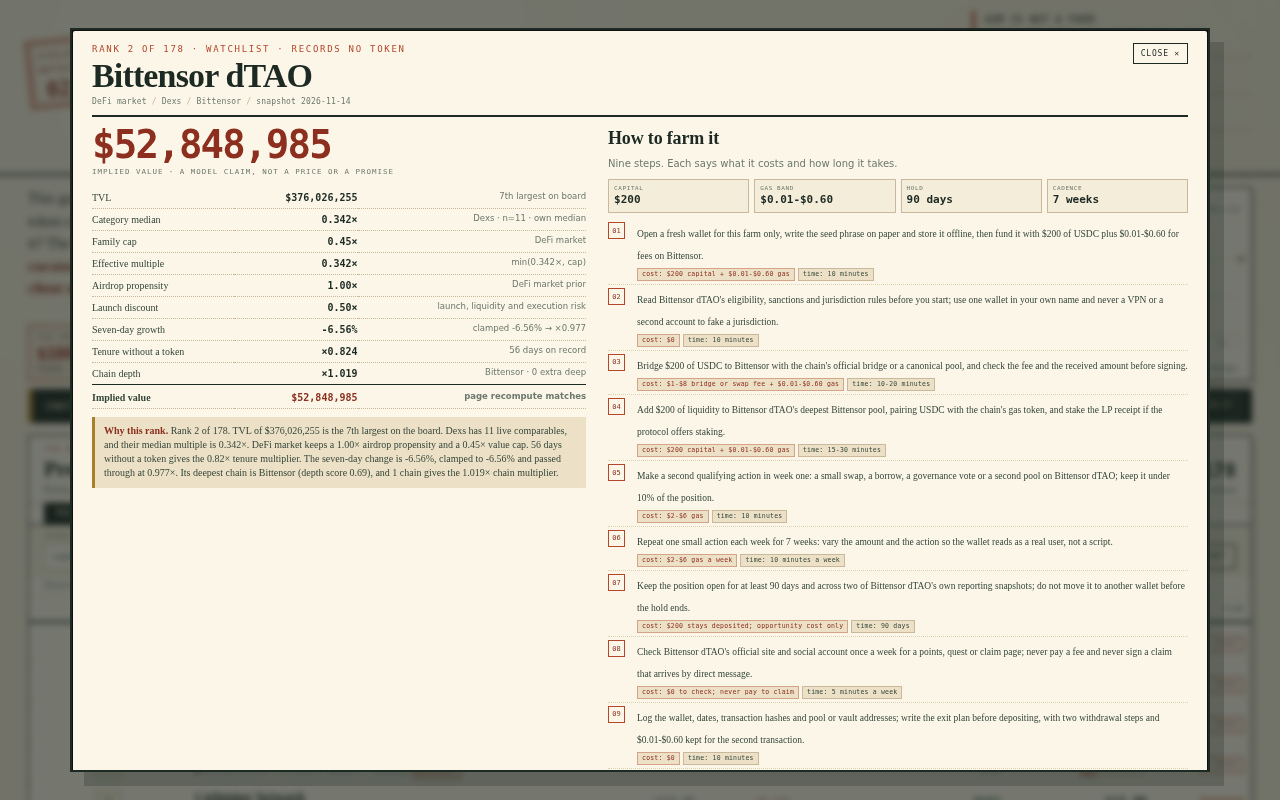 RANK 2 OF 178 · WATCHLIST · RECORDS NO TOKEN
CLOSE ×
Bittensor dTAO
DeFi market / Dexs / Bittensor / snapshot 2026-11-14
$52,848,985
IMPLIED VALUE · A MODEL CLAIM, NOT A PRICE OR A PROMISE
TVL $376,026,255 7th largest on board
Category median 0.342× Dexs · n=11 · own median
Family cap 0.45× DeFi market
Effective multiple 0.342× min(0.342×, cap)
Airdrop propensity 1.00× DeFi market prior
Launch discount 0.50× launch, liquidity and execution risk
Seven-day growth -6.56% clamped -6.56% → ×0.977
Tenure without a token ×0.824 56 days on record
Chain depth ×1.019 Bittensor · 0 extra deep
Implied value $52,848,985 page recompute matches
Why this rank. Rank 2 of 178. TVL of $376,026,255 is the 7th largest on the board. Dexs has 11 live comparables,
and their median multiple is 0.342×. DeFi market keeps a 1.00× airdrop propensity and a 0.45× value cap. 56 days
without a token gives the 0.82× tenure multiplier. The seven-day change is -6.56%, clamped to -6.56% and passed
through at 0.977×. Its deepest chain is Bittensor (depth score 0.69), and 1 chain gives the 1.019× chain multiplier.
How to farm it
Nine steps. Each says what it costs and how long it takes.
CAPITAL
$200
GAS BAND
$0.01-$0.60
HOLD
90 days
CADENCE
7 weeks
01 Open a fresh wallet for this farm only, write the seed phrase on paper and store it offline, then fund it with $200 of USDC plus $0.01-$0.60 for
fees on Bittensor.
cost: $200 capital + $0.01-$0.60 gas time: 10 minutes
02 Read Bittensor dTAO's eligibility, sanctions and jurisdiction rules before you start; use one wallet in your own name and never a VPN or a
second account to fake a jurisdiction.
cost: $0 time: 10 minutes
03 Bridge $200 of USDC to Bittensor with the chain's official bridge or a canonical pool, and check the fee and the received amount before signing.
cost: $1-$8 bridge or swap fee + $0.01-$0.60 gas time: 10-20 minutes
04 Add $200 of liquidity to Bittensor dTAO's deepest Bittensor pool, pairing USDC with the chain's gas token, and stake the LP receipt if the
protocol offers staking.
cost: $200 capital + $0.01-$0.60 gas time: 15-30 minutes
05 Make a second qualifying action in week one: a small swap, a borrow, a governance vote or a second pool on Bittensor dTAO; keep it under
10% of the position.
cost: $2-$6 gas time: 10 minutes
06 Repeat one small action each week for 7 weeks: vary the amount and the action so the wallet reads as a real user, not a script.
cost: $2-$6 gas a week time: 10 minutes a week
07 Keep the position open for at least 90 days and across two of Bittensor dTAO's own reporting snapshots; do not move it to another wallet before
the hold ends.
cost: $200 stays deposited; opportunity cost only time: 90 days
08 Check Bittensor dTAO's official site and social account once a week for a points, quest or claim page; never pay a fee and never sign a claim
that arrives by direct message.
cost: $0 to check; never pay to claim time: 5 minutes a week
09 Log the wallet, dates, transaction hashes and pool or vault addresses; write the exit plan before depositing, with two withdrawal steps and
$0.01-$0.60 kept for the second transaction.
cost: $0 time: 10 minutes